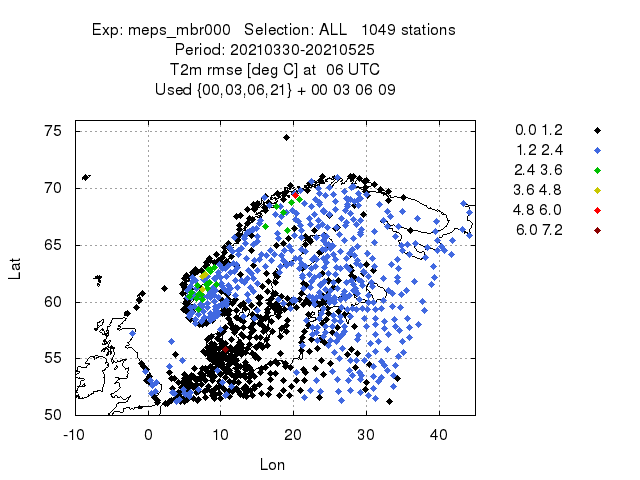 Exp: meps_mbr000   Selection: ALL   1049 stations
Period: 20210330-20210525
T2m rmse [deg C] at  06 UTC
Used {00,03,06,21} + 00 03 06 09
0.0 1.2
1.2 2.4
2.4 3.6
3.6 4.8
4.8 6.0
6.0 7.2
75
70
65
60
55
50
Lat
-10 0 10 20 30 40
Lon